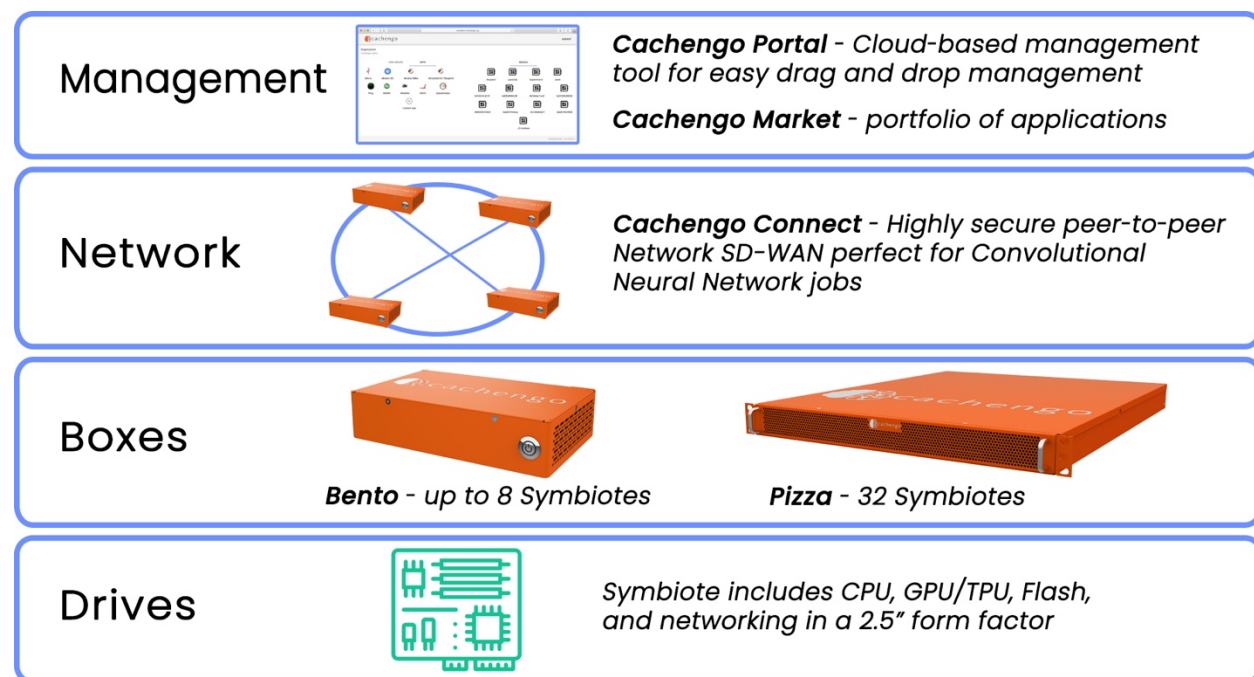 Management
cachengo
Cachengo Portal - Cloud-based management
tool for easy drag and drop management
Cachengo Market - portfolio of applications
Network
Cachengo Connect - Highly secure peer-to-peer
Network SD-WAN perfect for Convolutional
Neural Network jobs
Boxes
cachengo
cachengo
cachengo
Bento - up to 8 Symbiotes
Pizza - 32 Symbiotes
Drives
Symbiote includes CPU, GPU/TPU, Flash,
and networking in a 2.5” form factor